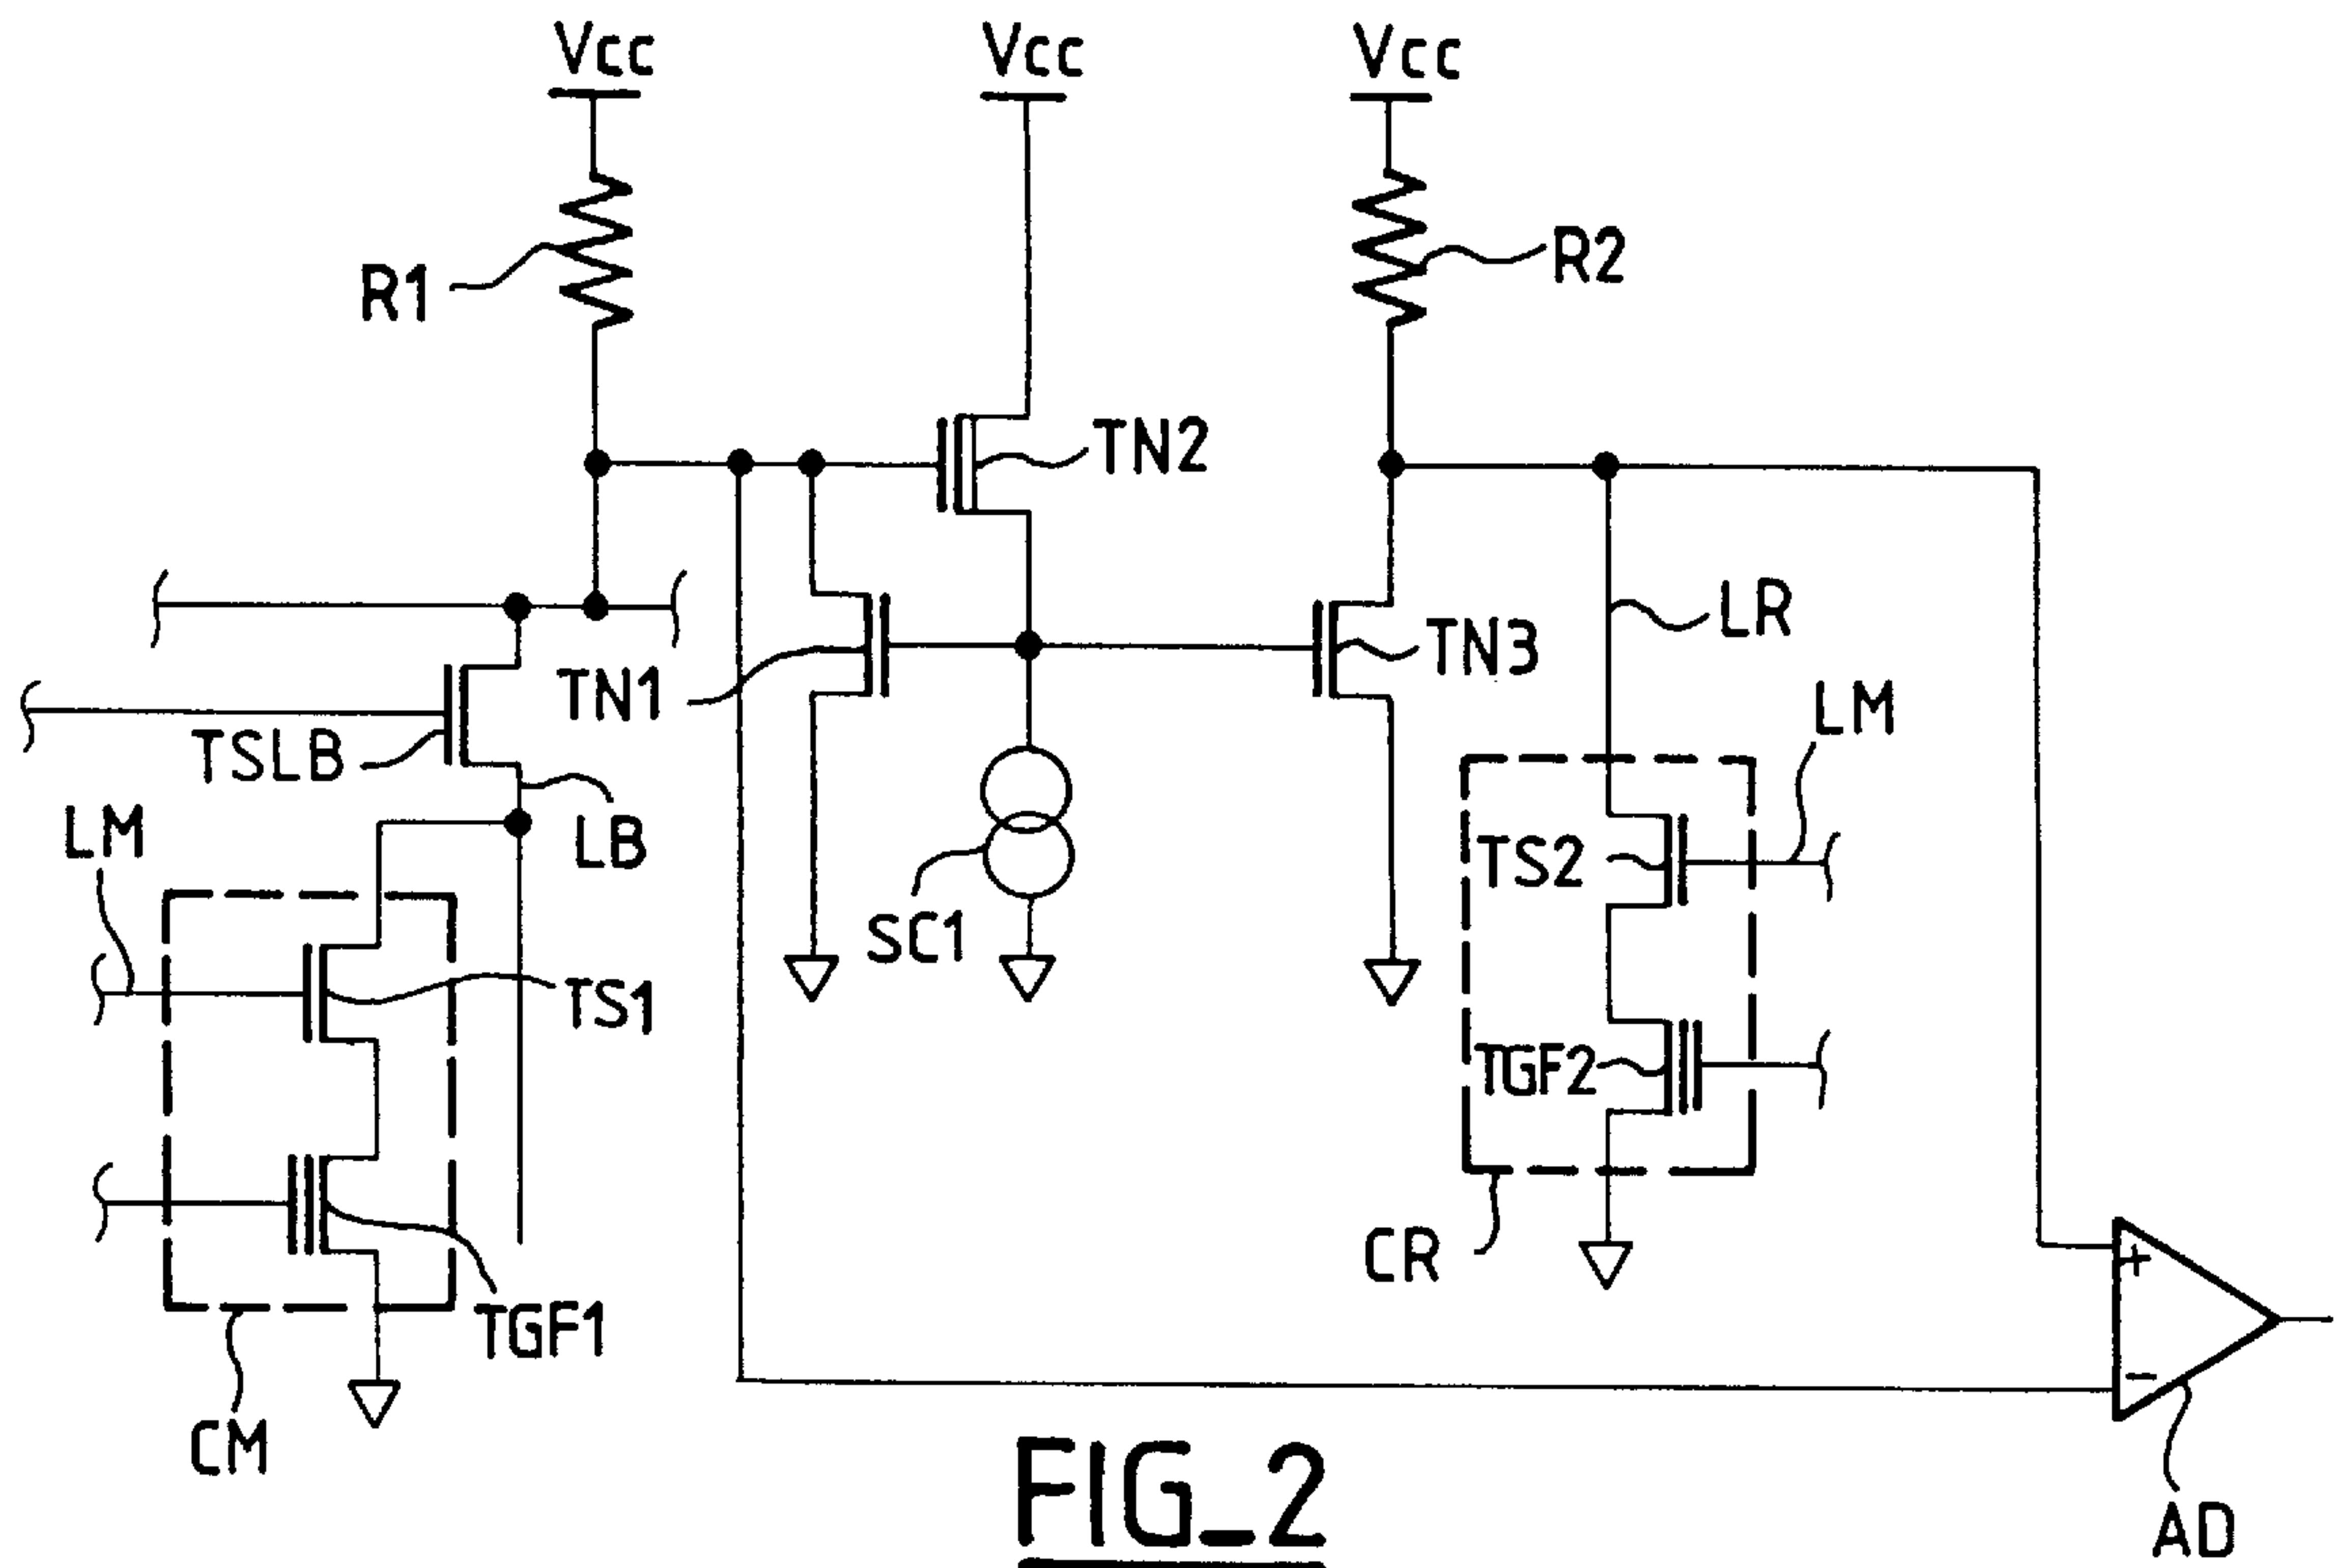 Vcc
Vcc
Vcc
R1
R2
TN2
TN1
TN3
LR
LM
TSLB
LM
LB
TS2
SC1
TS1
TGF2
CR
+
TGF1
-
CM
FIG_2
AD